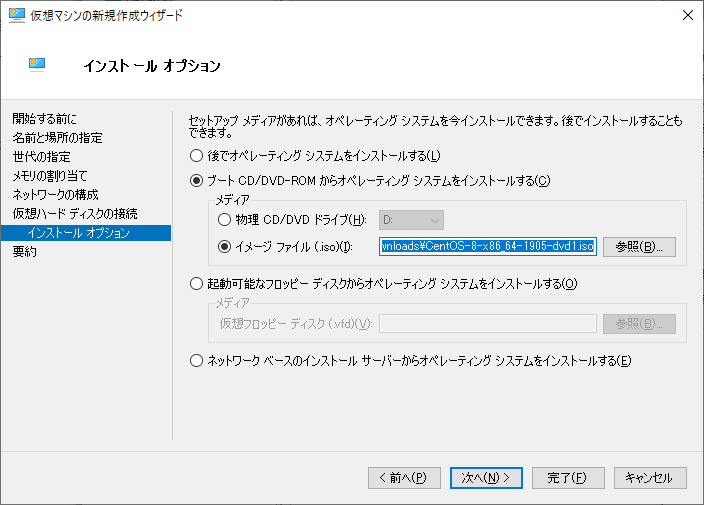 仮想マシンの新規作成ウィザード
インストール オプション
開始する前に
名前と場所の指定
世代の指定
メモリの割り当て
ネットワークの構成
仮想ハード ディスクの接続
インストール オプション
要約
セットアップ メディアがあれば、オペレーティング システムを今インストールできます。後でインストールすることも
できます。
後でオペレーティング システムをインストールする(L)
ブート CD/DVD-ROM からオペレーティング システムをインストールする(C)
メディア
物理 CD/DVD ドライブ(H):
D:
イメージ ファイル (.iso)(I):
wnloads¥CentOS-8-x86_64-1905-dvd1.iso
参照(B)...
起動可能なフロッピー ディスクからオペレーティング システムをインストールする(O)
メディア
仮想フロッピー ディスク (.vfd)(V):
参照(B)...
ネットワーク ベースのインストール サーバーからオペレーティング システムをインストールする(E)
< 前へ(P)
次へ(N) >
完了(F)
キャンセル